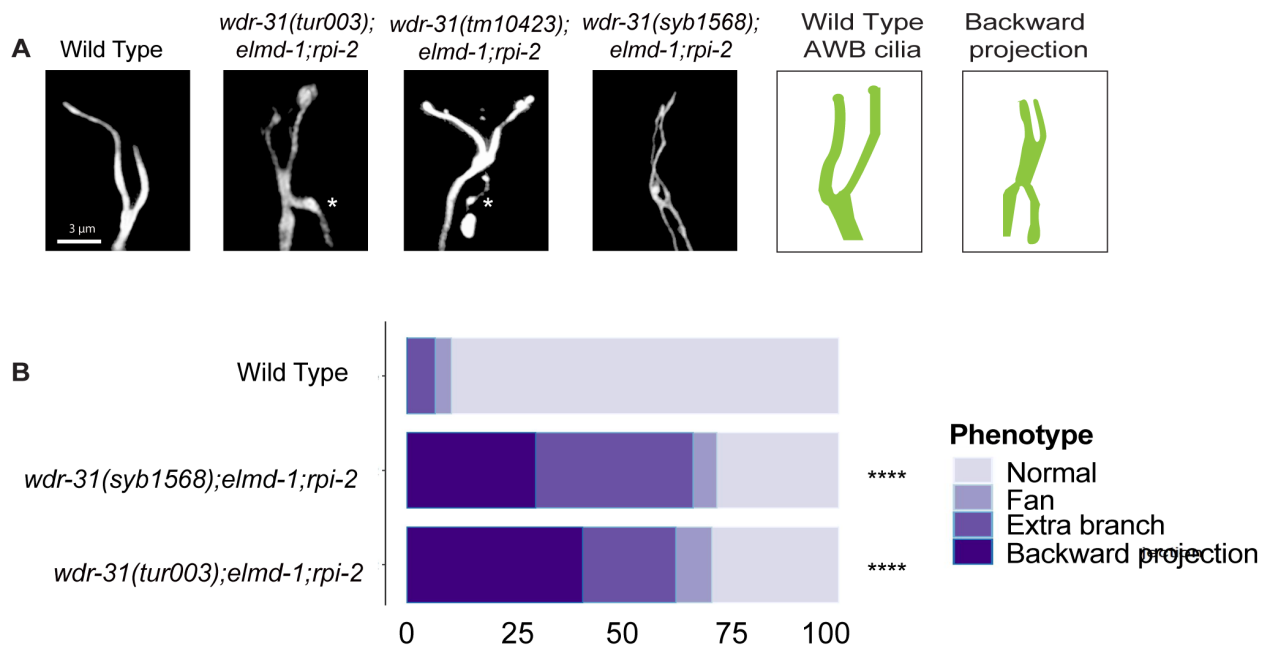 A
Wild Type
wdr-31(tur003);
elmd-1;rpi-2
wdr-31(tm10423);
elmd-1;rpi-2
wdr-31(syb1568);
elmd-1;rpi-2
Wild Type
AWB cilia
Backward
projection
3 μm
*
*
B
Wild Type
wdr-31(syb1568);elmd-1;rpi-2
****
wdr-31(tur003);elmd-1;rpi-2
****
0 25 50 75 100
Phenotype
Normal
Fan
Extra branch
Backward projection